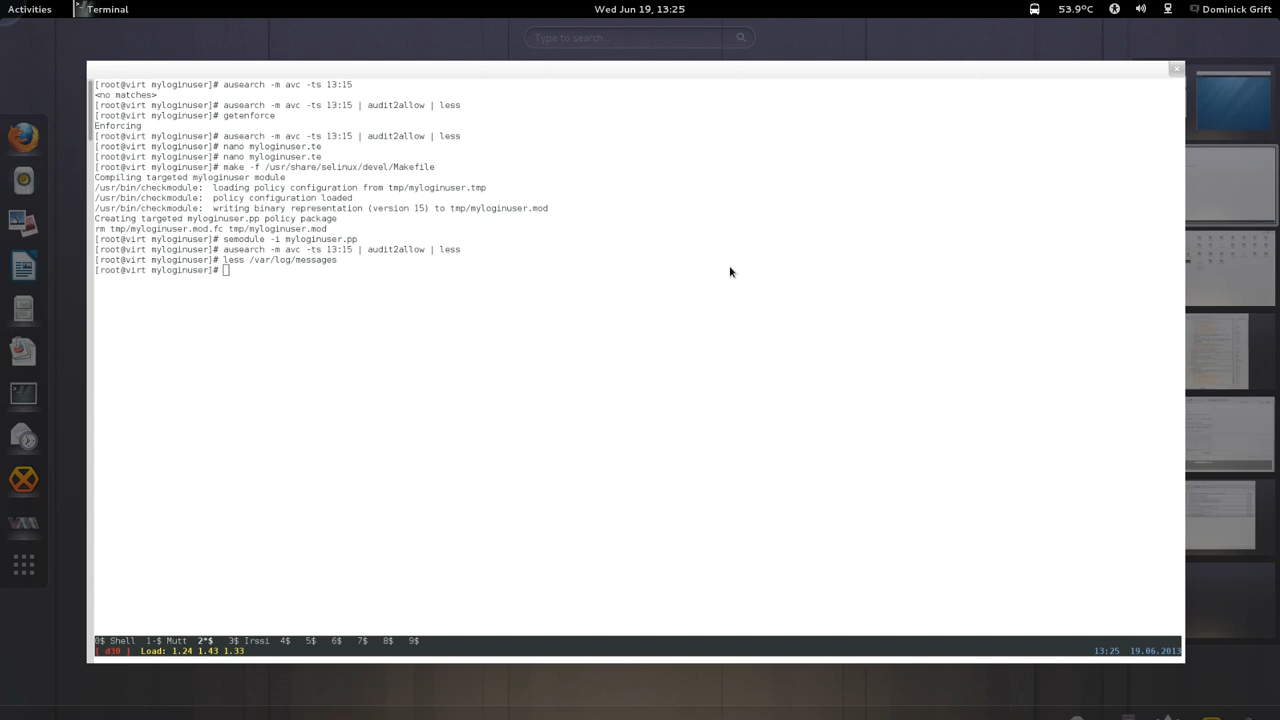 Activities
Terminal
Wed Jun 19, 13:25
53.9°C
Dominick Grift
Type to search...
[root@virt myloginuser]# ausearch -m avc -ts 13:15
<no matches>
[root@virt myloginuser]# ausearch -m avc -ts 13:15 | audit2allow | less
[root@virt myloginuser]# getenforce
Enforcing
[root@virt myloginuser]# ausearch -m avc -ts 13:15 | audit2allow | less
[root@virt myloginuser]# nano myloginuser.te
[root@virt myloginuser]# nano myloginuser.te
[root@virt myloginuser]# make -f /usr/share/selinux/devel/Makefile
Compiling targeted myloginuser module
/usr/bin/checkmodule:  loading policy configuration from tmp/myloginuser.tmp
/usr/bin/checkmodule:  policy configuration loaded
/usr/bin/checkmodule:  writing binary representation (version 15) to tmp/myloginuser.mod
Creating targeted myloginuser.pp policy package
rm tmp/myloginuser.mod.fc tmp/myloginuser.mod
[root@virt myloginuser]# semodule -i myloginuser.pp
[root@virt myloginuser]# ausearch -m avc -ts 13:15 | audit2allow | less
[root@virt myloginuser]# less /var/log/messages
[root@virt myloginuser]#
0$ Shell  1-$ Mutt  2*$  3$ Irssi  4$  5$  6$  7$  8$  9$
[ d30 ]  Load: 1.24 1.43 1.33  13:25  19.06.2013